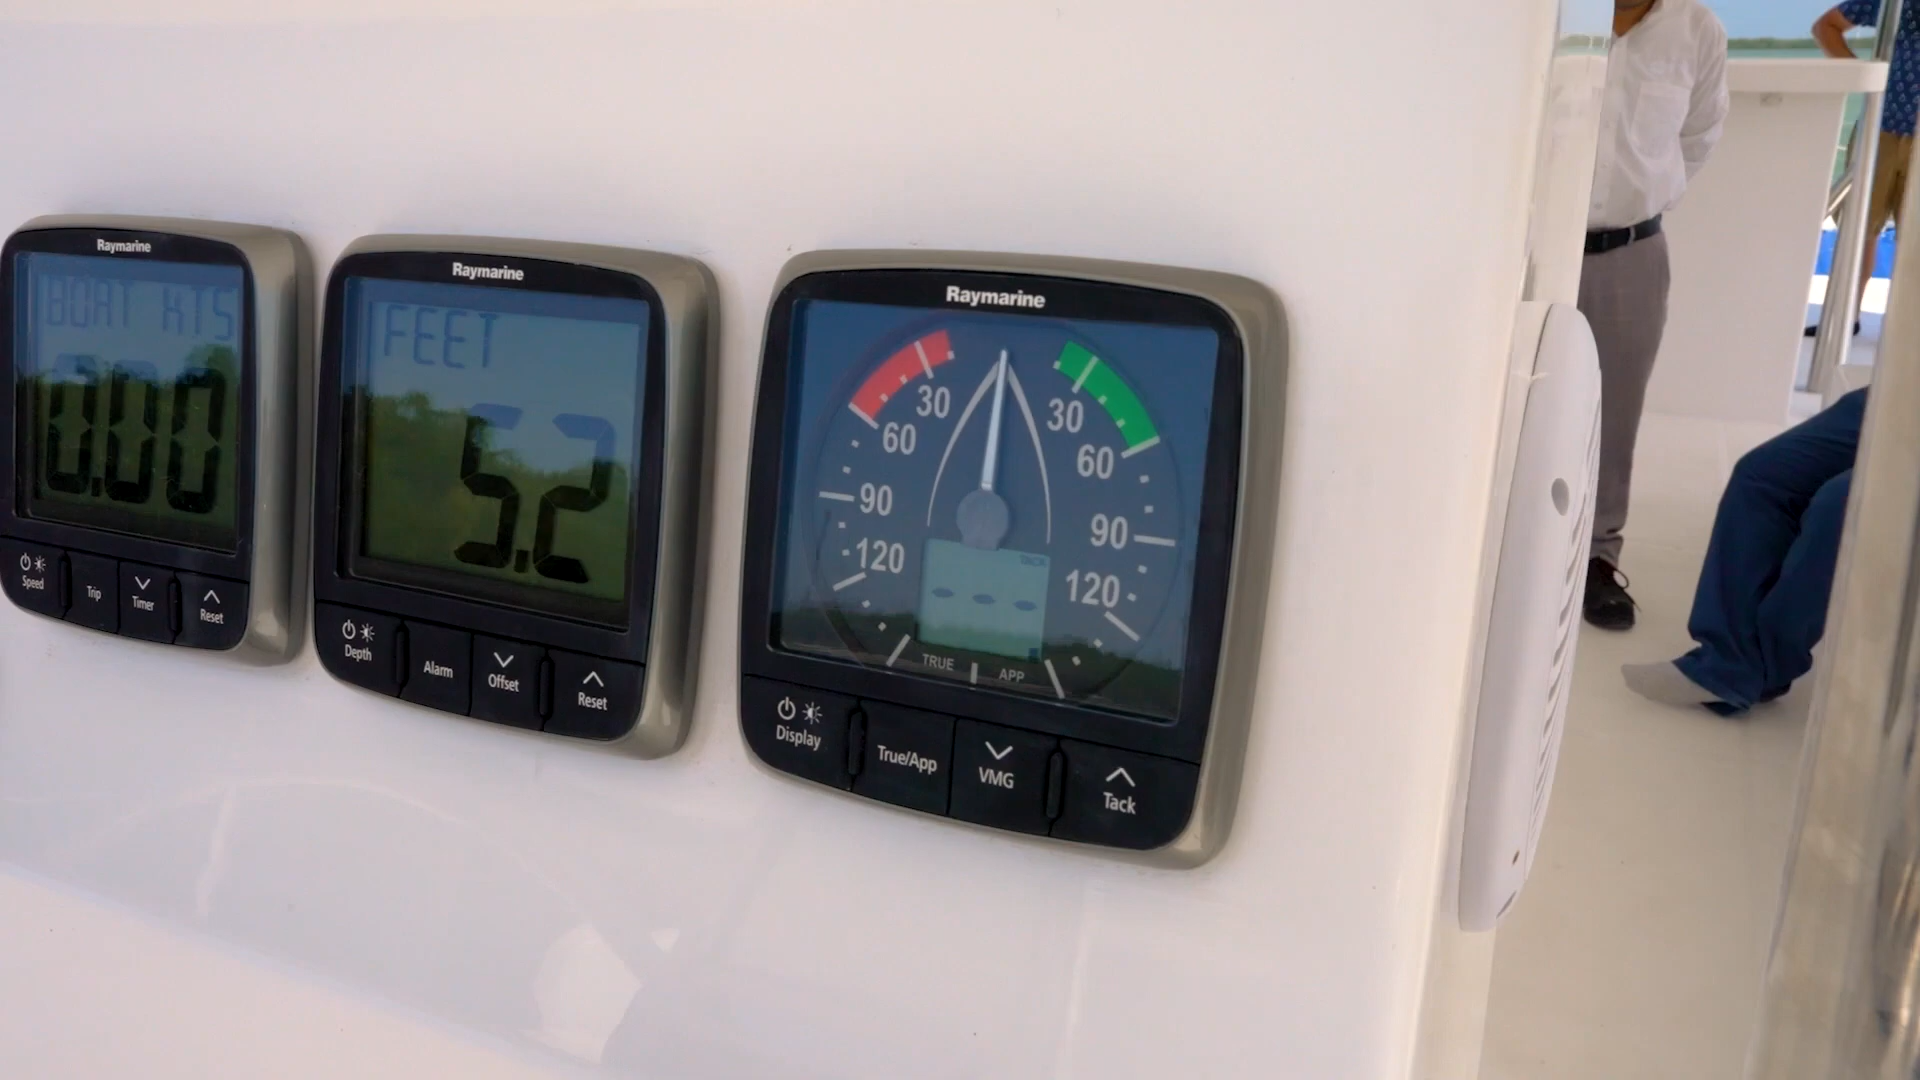 Raymarine
BOAT KTS
0.00
Speed
Trip
Timer
Reset
Raymarine
FEET
5.2
Depth
Alarm
Offset
Reset
Raymarine
30 30
60 60
90 90
120 120
TACK
- - -
TRUE APP
Display
True/App
VMG
Tack